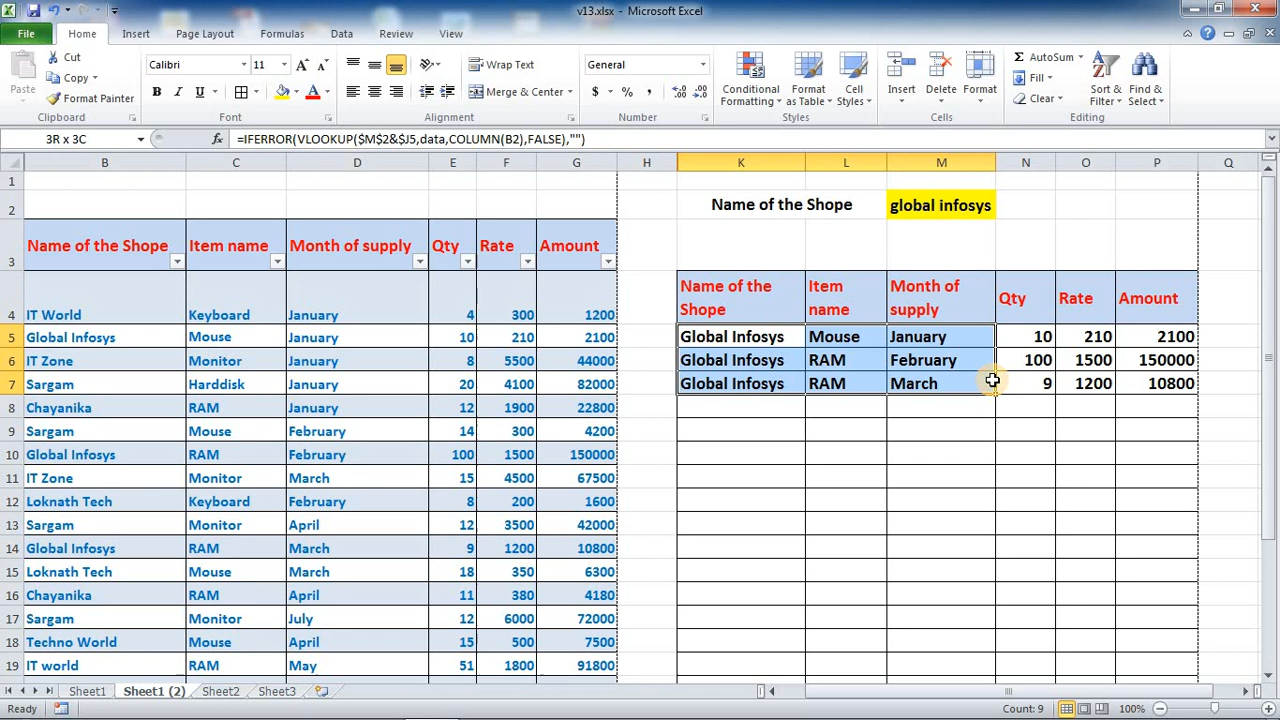 v13.xlsx - Microsoft Excel
File Home Insert Page Layout Formulas Data Review View
Paste
Cut
Copy
Format Painter
Clipboard
Calibri 11
B I U
Font
Wrap Text
Merge & Center
Alignment
General
$ % ,
Number
Conditional Formatting
Format as Table
Cell Styles
Styles
Insert
Delete
Format
Cells
AutoSum
Fill
Clear
Sort & Filter
Find & Select
Editing
3R x 3C fx =IFERROR(VLOOKUP($M$2&$J5,data,COLUMN(B2),FALSE),"")
B C D E F G H K L M N O P Q
1
2 Name of the Shope global infosys
3 Name of the Shope Item name Month of supply Qty Rate Amount
4 IT World Keyboard January 4 300 1200 Name of the Shope Item name Month of supply Qty Rate Amount
5 Global Infosys Mouse January 10 210 2100 Global Infosys Mouse January 10 210 2100
6 IT Zone Monitor January 8 5500 44000 Global Infosys RAM February 100 1500 150000
7 Sargam Harddisk January 20 4100 82000 Global Infosys RAM March 9 1200 10800
8 Chayanika RAM January 12 1900 22800
9 Sargam Mouse February 14 300 4200
10 Global Infosys RAM February 100 1500 150000
11 IT Zone Monitor March 15 4500 67500
12 Loknath Tech Keyboard February 8 200 1600
13 Sargam Monitor April 12 3500 42000
14 Global Infosys RAM March 9 1200 10800
15 Loknath Tech Mouse March 18 350 6300
16 Chayanika RAM April 11 380 4180
17 Sargam Monitor July 12 6000 72000
18 Techno World Mouse April 15 500 7500
19 IT world RAM May 51 1800 91800
Sheet1 Sheet1 (2) Sheet2 Sheet3
Ready Count: 9 100%